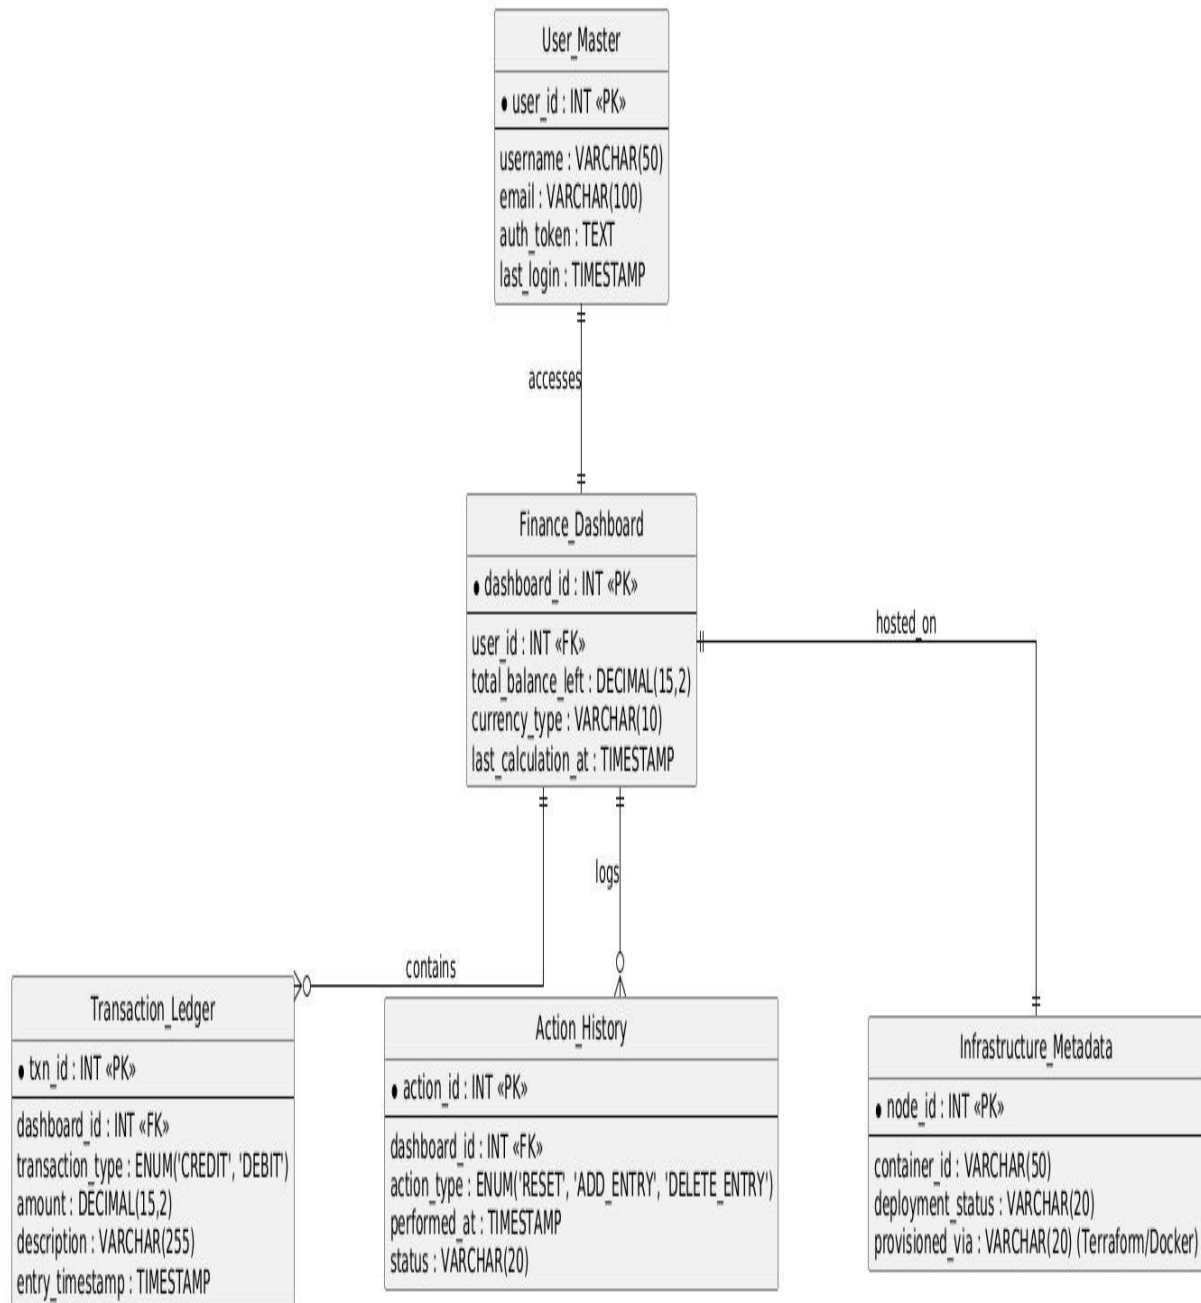 User_Master
user_id : INT «PK»
username : VARCHAR(50)
email : VARCHAR(100)
auth_token : TEXT
last_login : TIMESTAMP
accesses
Finance_Dashboard
dashboard_id : INT «PK»
user_id : INT «FK»
total_balance_left : DECIMAL(15,2)
currency_type : VARCHAR(10)
last_calculation_at : TIMESTAMP
hosted_on
logs
contains
Transaction_Ledger
txn_id : INT «PK»
dashboard_id : INT «FK»
transaction_type : ENUM('CREDIT', 'DEBIT')
amount : DECIMAL(15,2)
description : VARCHAR(255)
entry_timestamp : TIMESTAMP
Action_History
action_id : INT «PK»
dashboard_id : INT «FK»
action_type : ENUM('RESET', 'ADD_ENTRY', 'DELETE_ENTRY')
performed_at : TIMESTAMP
status : VARCHAR(20)
Infrastructure_Metadata
node_id : INT «PK»
container_id : VARCHAR(50)
deployment_status : VARCHAR(20)
provisioned_via : VARCHAR(20) (Terraform/Docker)